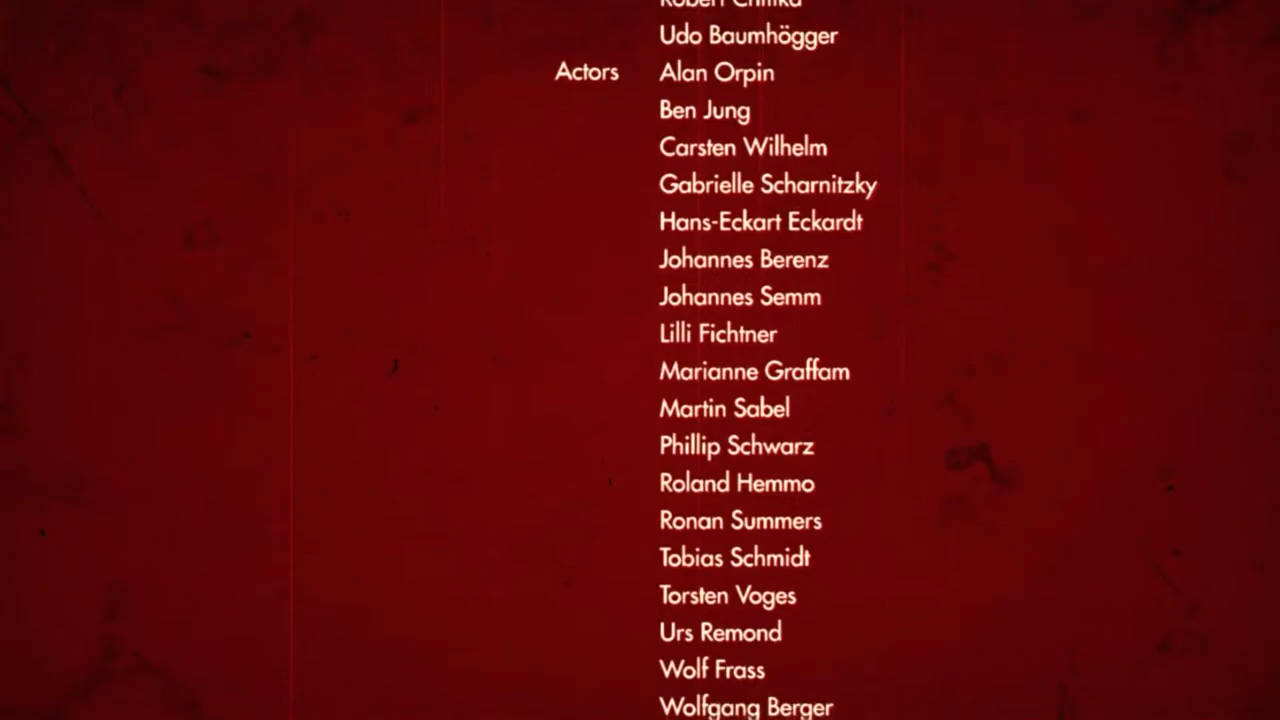 Robert
Udo Baumhögger
Actors Alan Orpin
Ben Jung
Carsten Wilhelm
Gabrielle Scharnitzky
Hans-Eckart Eckardt
Johannes Berenz
Johannes Semm
Lilli Fichtner
Marianne Graffam
Martin Sabel
Phillip Schwarz
Roland Hemmo
Ronan Summers
Tobias Schmidt
Torsten Voges
Urs Remond
Wolf Frass
Wolfgang Berger